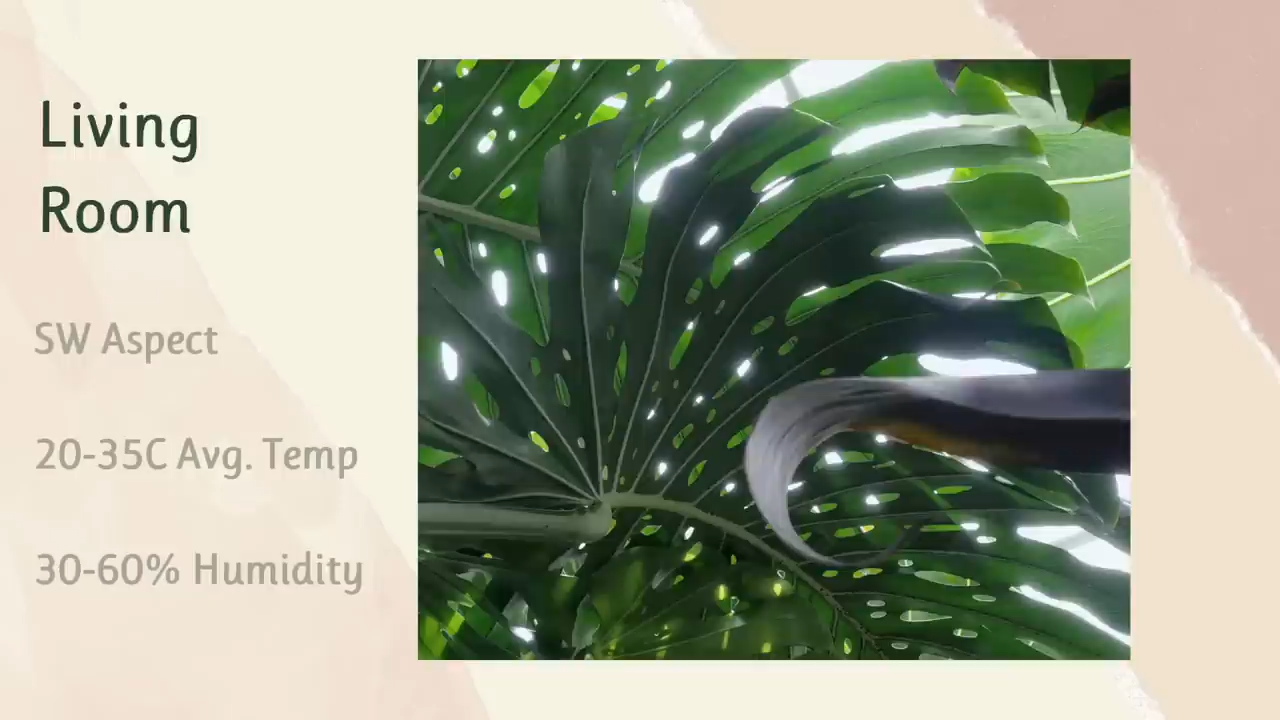 Living
Room
SW Aspect
20-35C Avg. Temp
30-60% Humidity